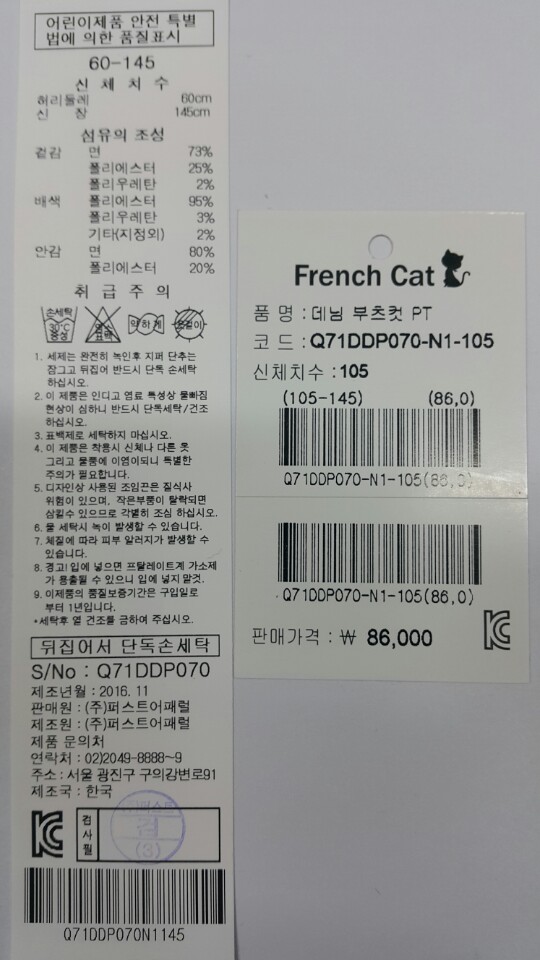 어린이제품 안전 특별
법에 의한 품질표시
60-145
신 체 치 수
허리둘레 60cm
신 장 145cm
섬유의 조성
겉감 면 73%
폴리에스터 25%
폴리우레탄 2%
배색 폴리에스터 95%
폴리우레탄 3%
기타(지정외) 2%
안감 면 80%
폴리에스터 20%
취 급 주 의
손세탁 30°C 중성 염소 표백 약하게
1. 세제는 완전히 녹인후 지퍼 단추는
잠그고 뒤집어 반드시 단독 손세탁
하십시오.
2. 이 제품은 인디고 염료 특성상 물빠짐
현상이 심하니 반드시 단독세탁/건조
하십시오.
3. 표백제로 세탁하지 마십시오.
4. 이 제품은 착용시 신체나 다른 옷
그리고 물품에 이염이되니 특별한
주의가 필요합니다.
5. 디자인상 사용된 조임끈은 질식사
위험이 있으며, 작은부품이 탈락되면
삼킬수 있으므로 각별히 조심 하십시오.
6. 물 세탁시 녹이 발생할 수 있습니다.
7. 체질에 따라 피부 알러지가 발생할 수
있습니다.
8. 경고! 입에 넣으면 프탈레이트계 가소제
가 용출될 수 있으니 입에 넣지 말것.
9. 이제품의 품질보증기간은 구입일로
부터 1년입니다.
*세탁후 열 건조를 금하여 주십시오.
뒤집어서 단독손세탁
S/No : Q71DDP070
제조년월 : 2016. 11
판매원 : (주)퍼스트어패럴
제조원 : (주)퍼스트어패럴
제품 문의처
연락처 : 02)2049-8888~9
주소 : 서울 광진구 구의강변로91
제조국 : 한국
검사필
검
(3)
Q71DDP070N1145
French Cat
품 명 : 데님 부츠컷 PT
코 드 : Q71DDP070-N1-105
신체치수 : 105
(105-145) (86,0)
Q71DDP070-N1-105(86,0)
Q71DDP070-N1-105(86,0)
판매가격 : ₩ 86,000